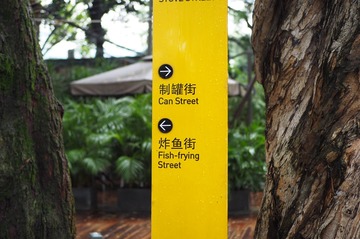 制罐街
Can Street
炸鱼街
Fish-frying
Street